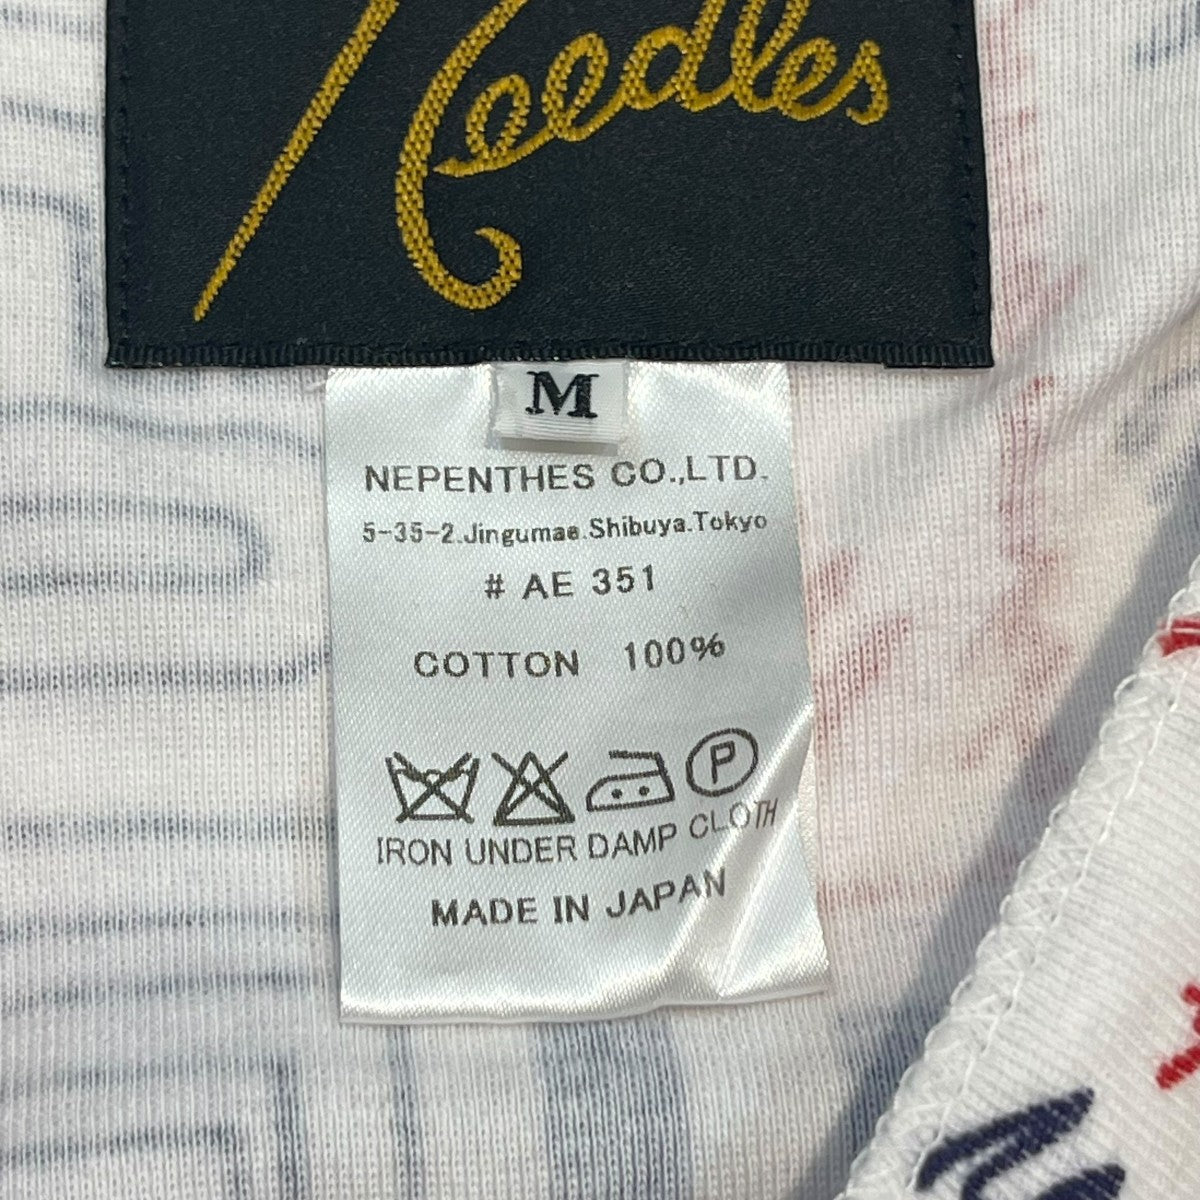 Needles
M
NEPENTHES CO.,LTD.
5-35-2.Jingumae.Shibuya.Tokyo
# AE 351
COTTON 100%
P
IRON UNDER DAMP CLOTH
MADE IN JAPAN